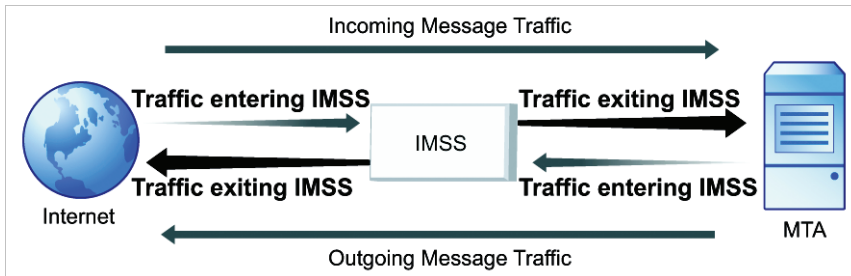 Incoming Message Traffic
Traffic entering IMSS
Traffic exiting IMSS
IMSS
Traffic exiting IMSS
Traffic entering IMSS
Internet
MTA
Outgoing Message Traffic